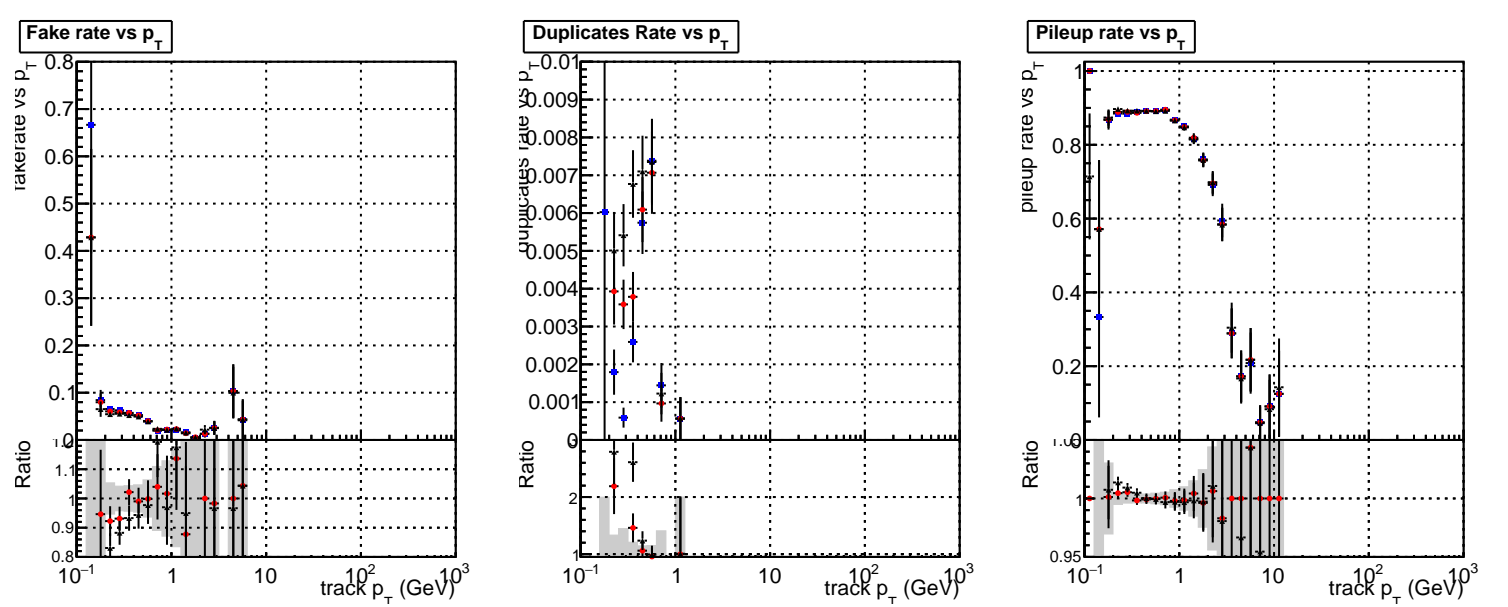 Fake rate vs p_T
0.8
0.7
0.6
0.5
0.4
0.3
0.2
0.1
0
fakerate vs p_T
Ratio
1.1
1
0.9
0.8
10^−1 1 10 10^2 10^3
track p_T (GeV)
Duplicates Rate vs p_T
0.01
0.009
0.008
0.007
0.006
0.005
0.004
0.003
0.002
0.001
0
duplicates rate vs p_T
Ratio
2
1
10^−1 1 10 10^2 10^3
track p_T (GeV)
Pileup rate vs p_T
1
0.8
0.6
0.4
0.2
0
pileup rate vs p_T
Ratio
1.05
1
0.95
10^−1 1 10 10^2 10^3
track p_T (GeV)